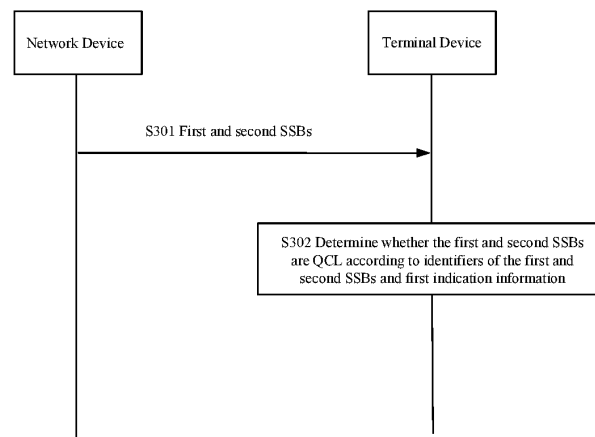 Network Device
Terminal Device
S301 First and second SSBs
S302 Determine whether the first and second SSBs
are QCL according to identifiers of the first and
second SSBs and first indication information